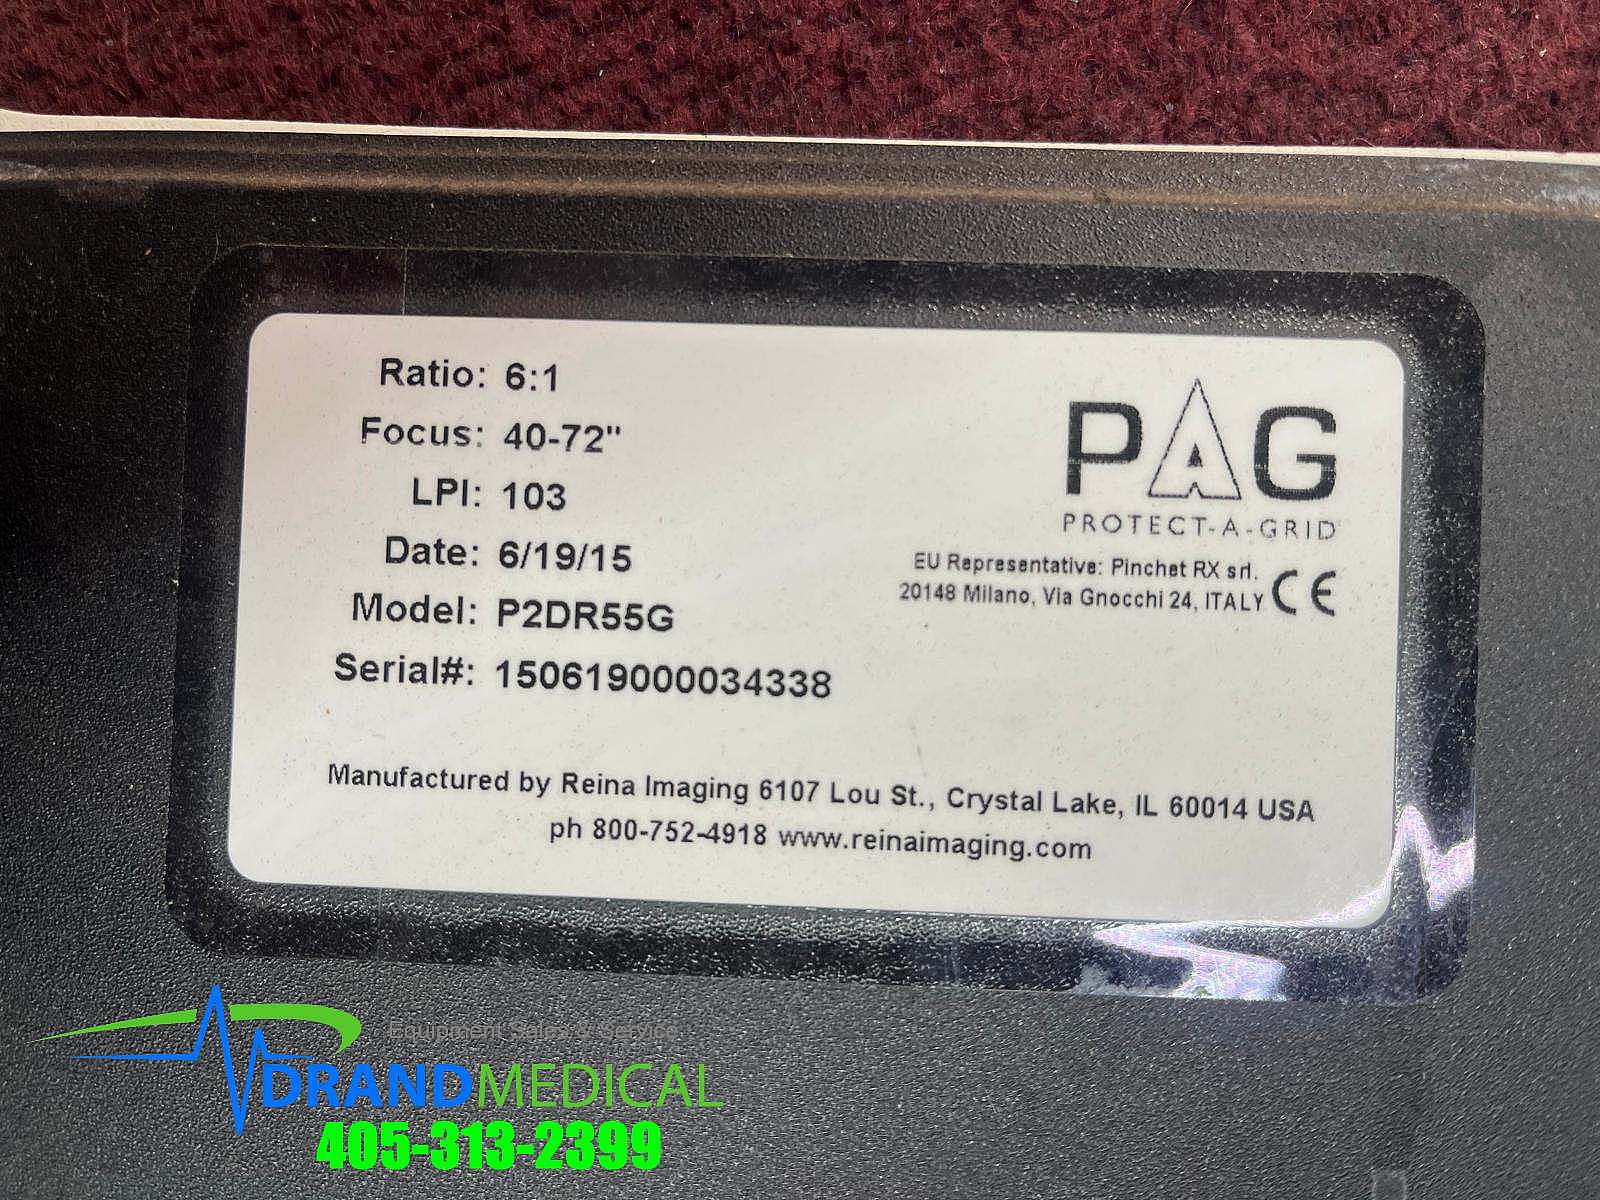 Ratio: 6:1
Focus: 40-72"
LPI: 103
Date: 6/19/15
Model: P2DR55G
Serial#: 150619000034338
PAG
PROTECT-A-GRID
EU Representative: Pinchet RX srl.
20148 Milano, Via Gnocchi 24, ITALY CE
Manufactured by Reina Imaging 6107 Lou St., Crystal Lake, IL 60014 USA
ph 800-752-4918 www.reinaimaging.com
Equipment Sales & Service
DRANDMEDICAL
405-313-2399